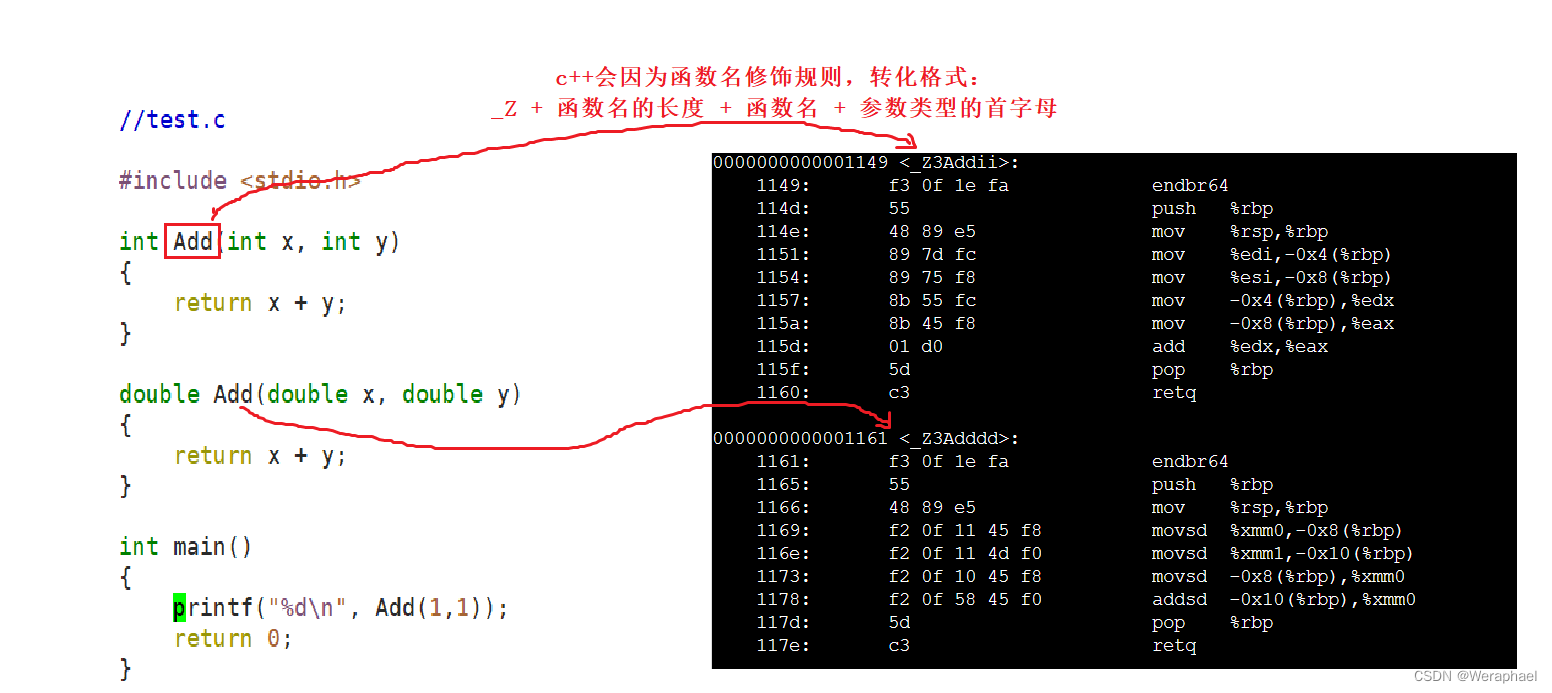 c++会因为函数名修饰规则，转化格式：
_Z + 函数名的长度 + 函数名 + 参数类型的首字母
//test.c
#include <stdio.h>
int Add(int x, int y)
{
    return x + y;
}
double Add(double x, double y)
{
    return x + y;
}
int main()
{
    printf("%d\n", Add(1,1));
    return 0;
}
0000000000001149 <_Z3Addii>:
    1149:	f3 0f 1e fa	endbr64
    114d:	55	push   %rbp
    114e:	48 89 e5	mov    %rsp,%rbp
    1151:	89 7d fc	mov    %edi,-0x4(%rbp)
    1154:	89 75 f8	mov    %esi,-0x8(%rbp)
    1157:	8b 55 fc	mov    -0x4(%rbp),%edx
    115a:	8b 45 f8	mov    -0x8(%rbp),%eax
    115d:	01 d0	add    %edx,%eax
    115f:	5d	pop    %rbp
    1160:	c3	retq
0000000000001161 <_Z3Adddd>:
    1161:	f3 0f 1e fa	endbr64
    1165:	55	push   %rbp
    1166:	48 89 e5	mov    %rsp,%rbp
    1169:	f2 0f 11 45 f8	movsd  %xmm0,-0x8(%rbp)
    116e:	f2 0f 11 4d f0	movsd  %xmm1,-0x10(%rbp)
    1173:	f2 0f 10 45 f8	movsd  -0x8(%rbp),%xmm0
    1178:	f2 0f 58 45 f0	addsd  -0x10(%rbp),%xmm0
    117d:	5d	pop    %rbp
    117e:	c3	retq
CSDN @Weraphael